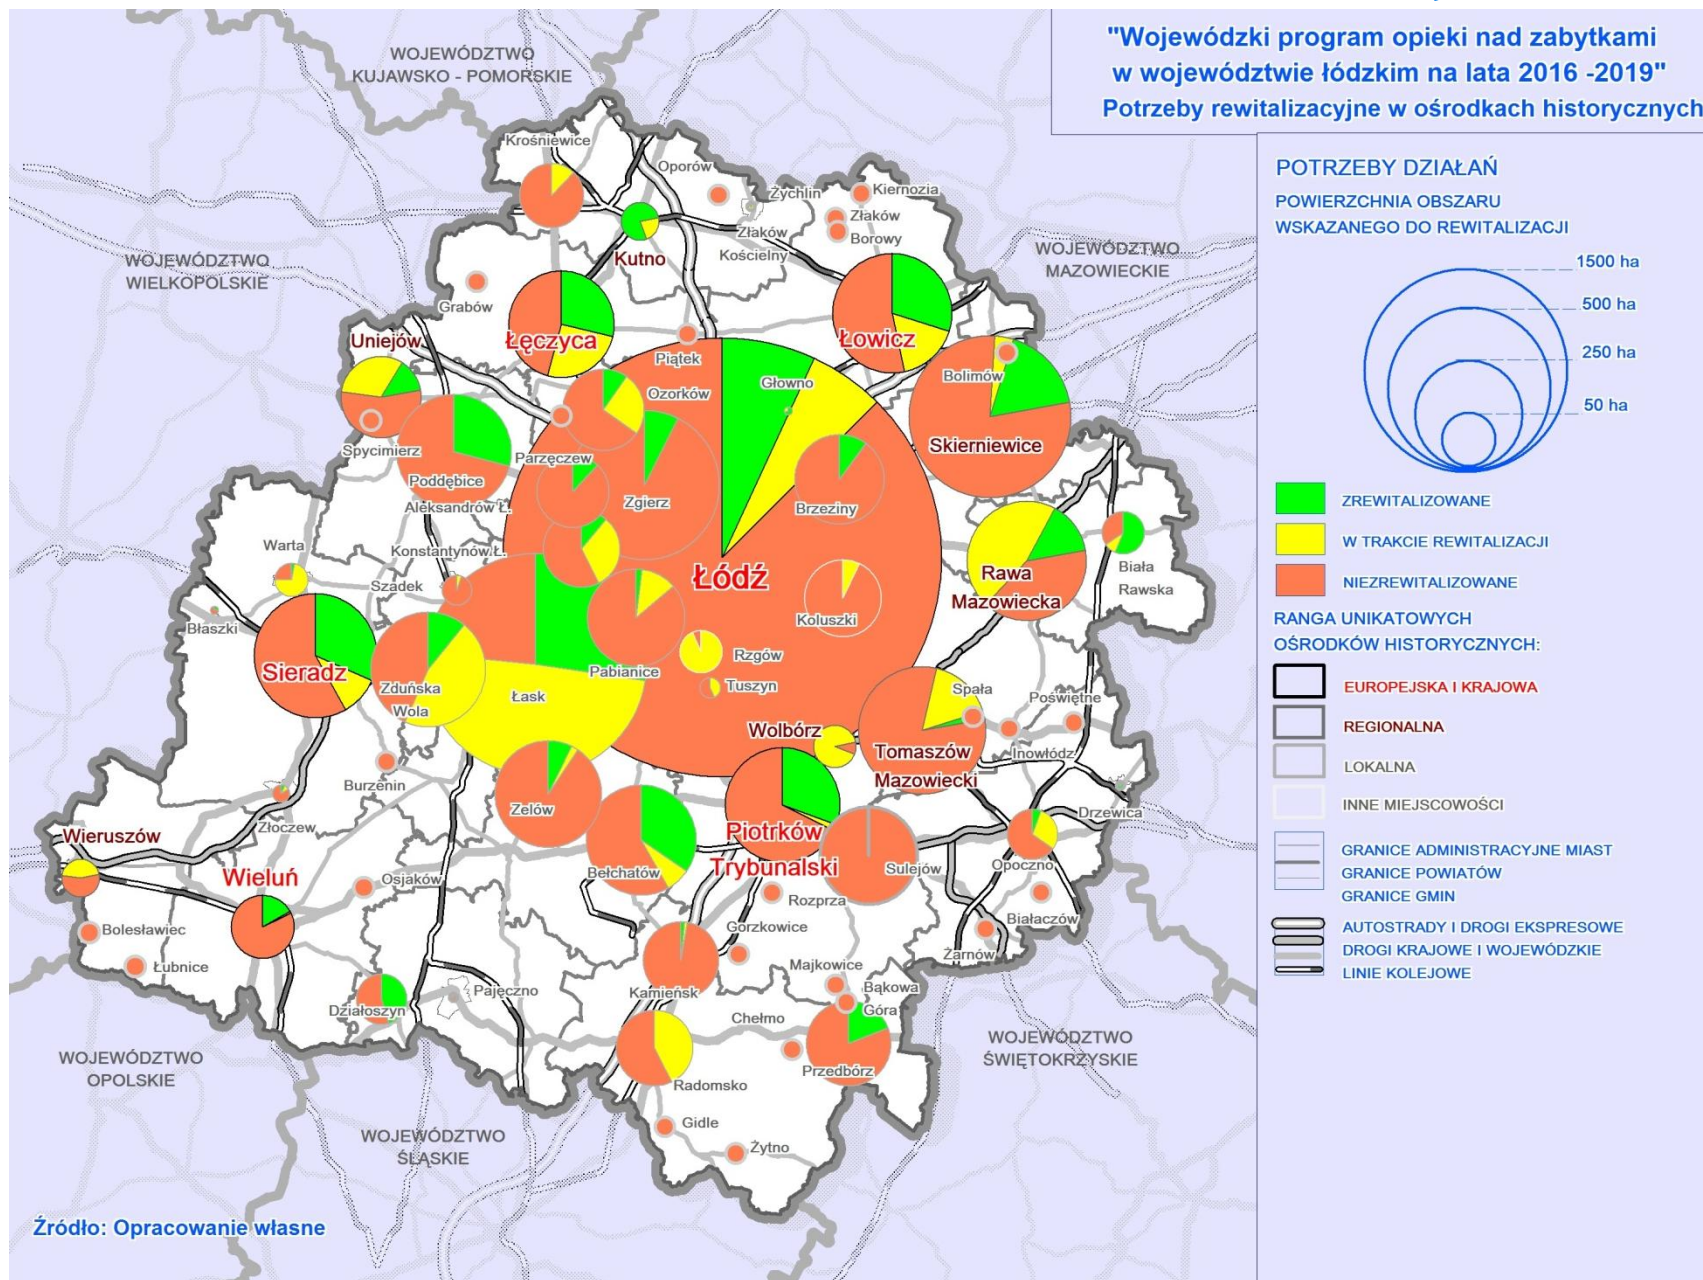 "Wojewódzki program opieki nad zabytkami
w województwie łódzkim na lata 2016 -2019"
Potrzeby rewitalizacyjne w ośrodkach historycznych
WOJEWÓDZTWO
KUJAWSKO - POMORSKIE
WOJEWÓDZTWO
WIELKOPOLSKIE
WOJEWÓDZTWO
MAZOWIECKIE
Krośniewice
Oporów
Żychlin
Kiernozia
Złaków
Borowy
Złaków
Kościelny
Kutno
Grabów
Łęczyca
Łowicz
Uniejów
Piątek
Bolimów
Ozorków
Głowno
Skierniewice
Spycimierz
Parzęczew
Poddębice
Zgierz
Brzeziny
Aleksandrów Ł.
Warta
Konstantynów Ł.
Szadek
Łódź
Rawa
Mazowiecka
Biała
Rawska
Koluszki
Błaszki
Sieradz
Zduńska
Wola
Łask
Pabianice
Rzgów
Tuszyn
Spała
Poświętne
Wolbórz
Inowłódz
Tomaszów
Mazowiecki
Burzenin
Zelów
Drzewica
Złoczew
Wieruszów
Piotrków
Trybunalski
Bełchatów
Sulejów
Opoczno
Wieluń
Osjaków
Rozprza
Białaczów
Bolesławiec
Łubnice
Gorzkowice
Żarnów
Kamieńsk
Majkowice
Bąkowa
Góra
Działoszyn
Pajęczno
Chełmo
Przedbórz
Radomsko
Gidle
Żytno
WOJEWÓDZTWO
OPOLSKIE
WOJEWÓDZTWO
ŚLĄSKIE
WOJEWÓDZTWO
ŚWIĘTOKRZYSKIE
Źródło: Opracowanie własne
POTRZEBY DZIAŁAŃ
POWIERZCHNIA OBSZARU
WSKAZANEGO DO REWITALIZACJI
1500 ha
500 ha
250 ha
50 ha
ZREWITALIZOWANE
W TRAKCIE REWITALIZACJI
NIEZREWITALIZOWANE
RANGA UNIKATOWYCH
OŚRODKÓW HISTORYCZNYCH:
EUROPEJSKA I KRAJOWA
REGIONALNA
LOKALNA
INNE MIEJSCOWOŚCI
GRANICE ADMINISTRACYJNE MIAST
GRANICE POWIATÓW
GRANICE GMIN
AUTOSTRADY I DROGI EKSPRESOWE
DROGI KRAJOWE I WOJEWÓDZKIE
LINIE KOLEJOWE